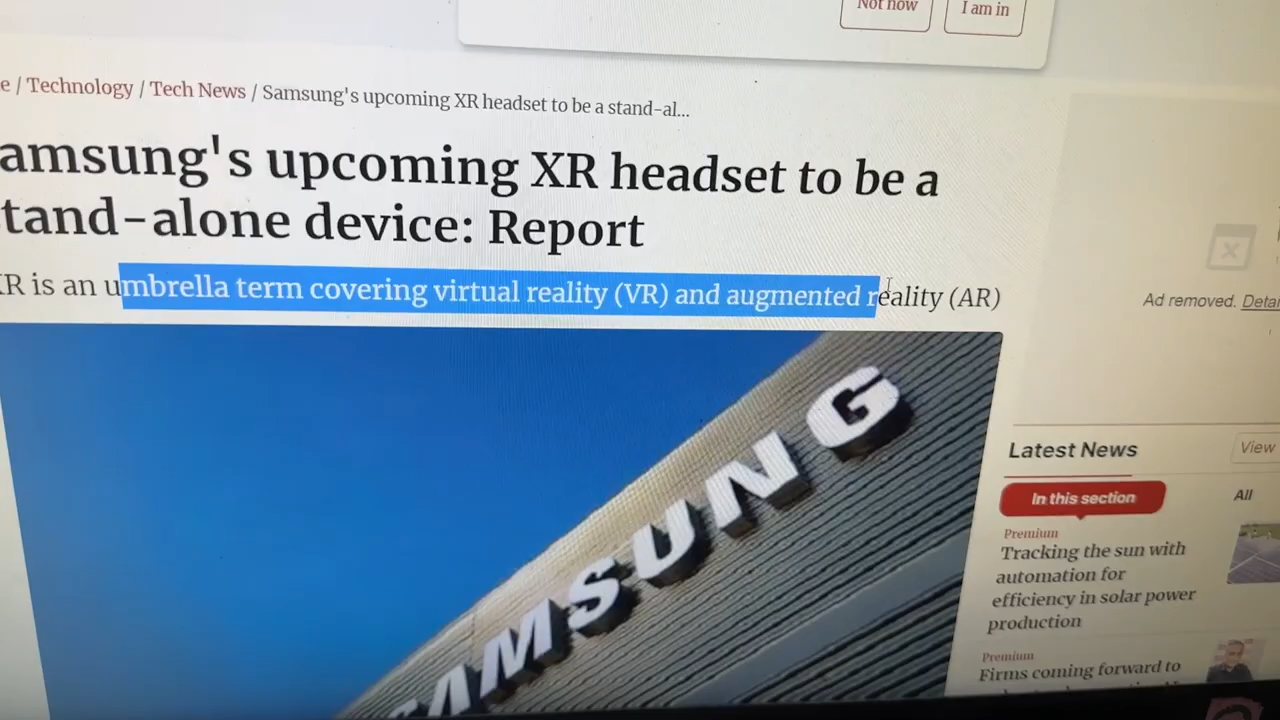 Not now
I am in
e / Technology / Tech News / Samsung's upcoming XR headset to be a stand-al...
amsung's upcoming XR headset to be a
tand-alone device: Report
XR is an umbrella term covering virtual reality (VR) and augmented reality (AR)
Ad removed. Detai
SAMSUNG
Latest News
View
In this section
All
Premium
Tracking the sun with
automation for
efficiency in solar power
production
Premium
Firms coming forward to